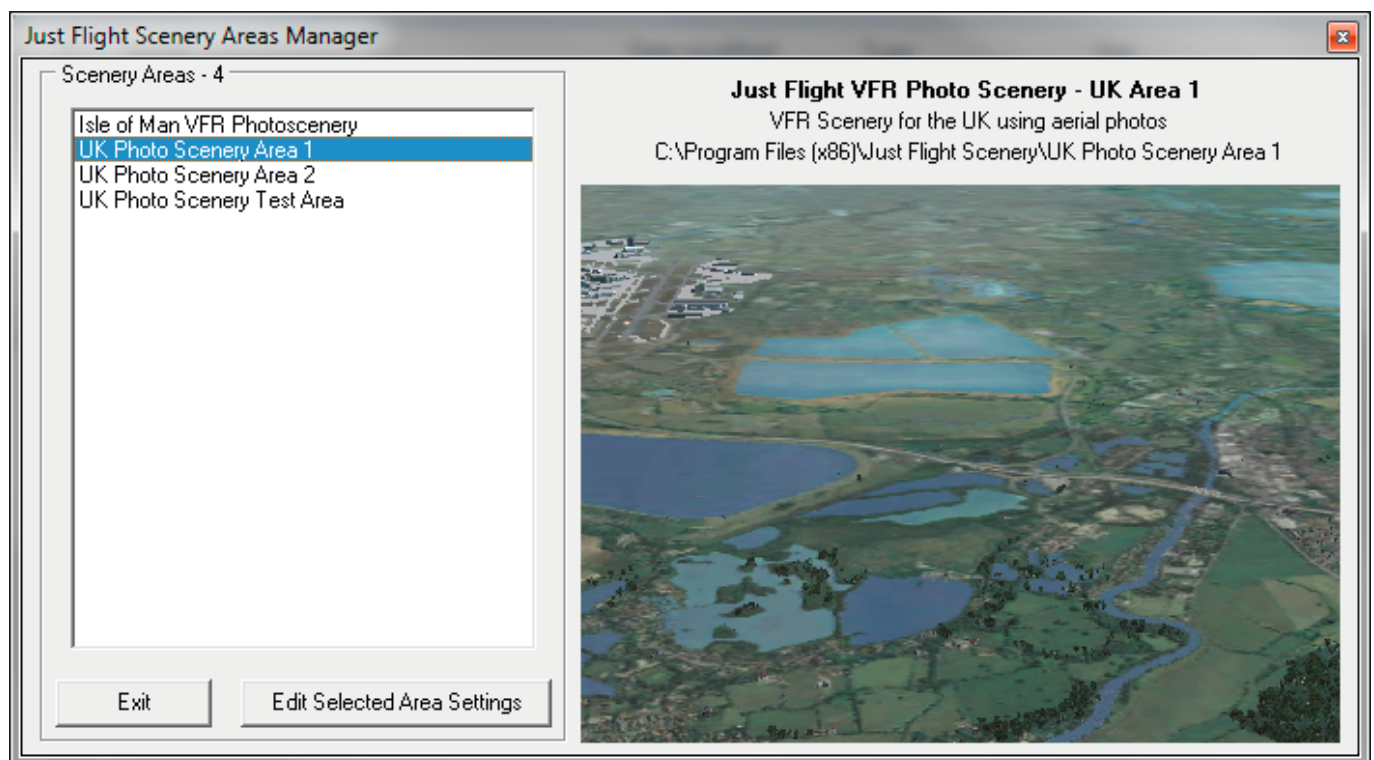 Just Flight Scenery Areas Manager
Scenery Areas - 4
Isle of Man VFR Photoscenery
UK Photo Scenery Area 1
UK Photo Scenery Area 2
UK Photo Scenery Test Area
Exit
Edit Selected Area Settings
Just Flight VFR Photo Scenery - UK Area 1
VFR Scenery for the UK using aerial photos
C:\Program Files (x86)\Just Flight Scenery\UK Photo Scenery Area 1